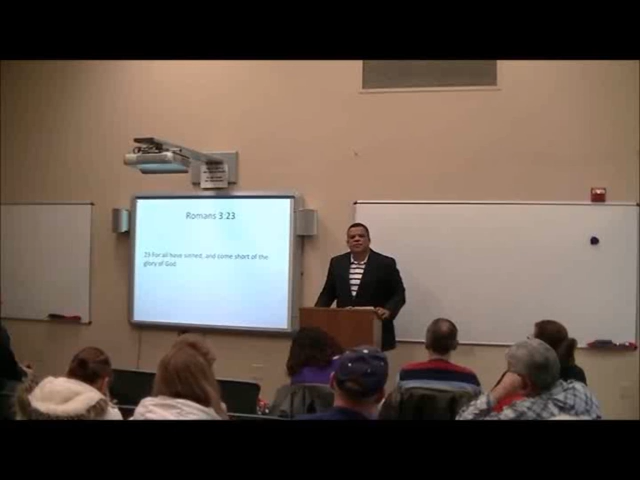 Romans 3:23
23 For all have sinned, and come short of the
glory of God: